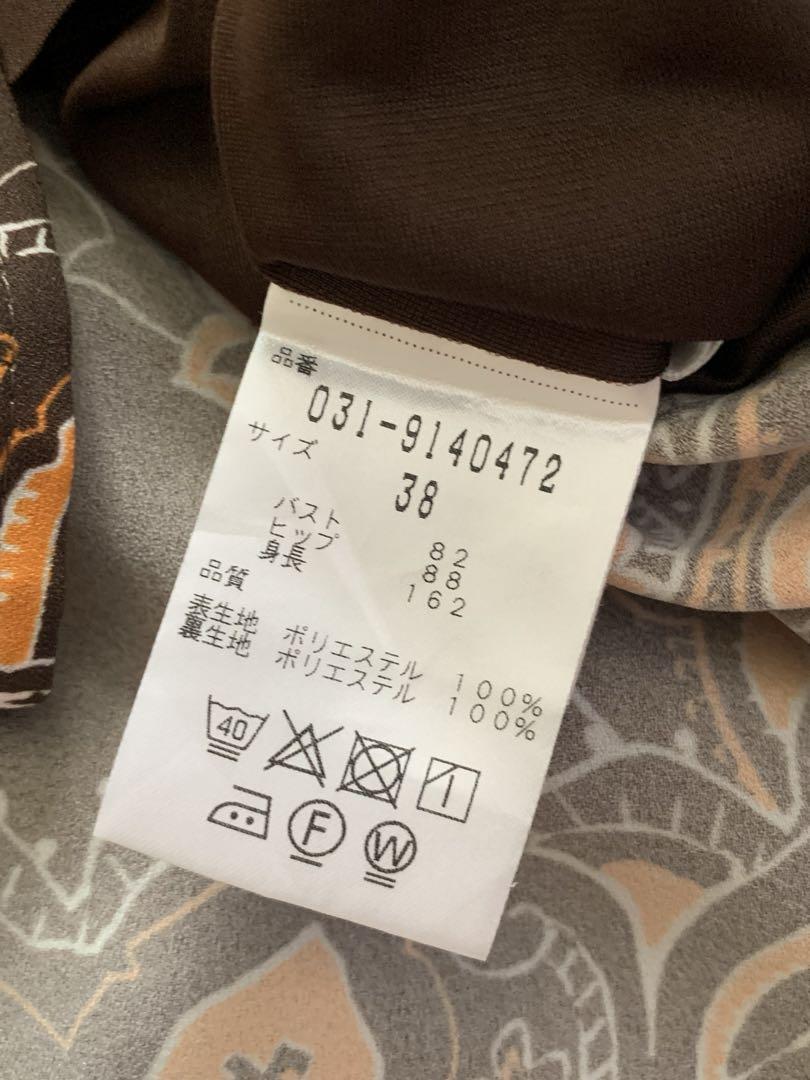 品番
031-9140472
サイズ
38
バスト 82
ヒップ 88
身長 162
品質
表生地 ポリエステル 100%
裏生地 ポリエステル 100%
40
F
W